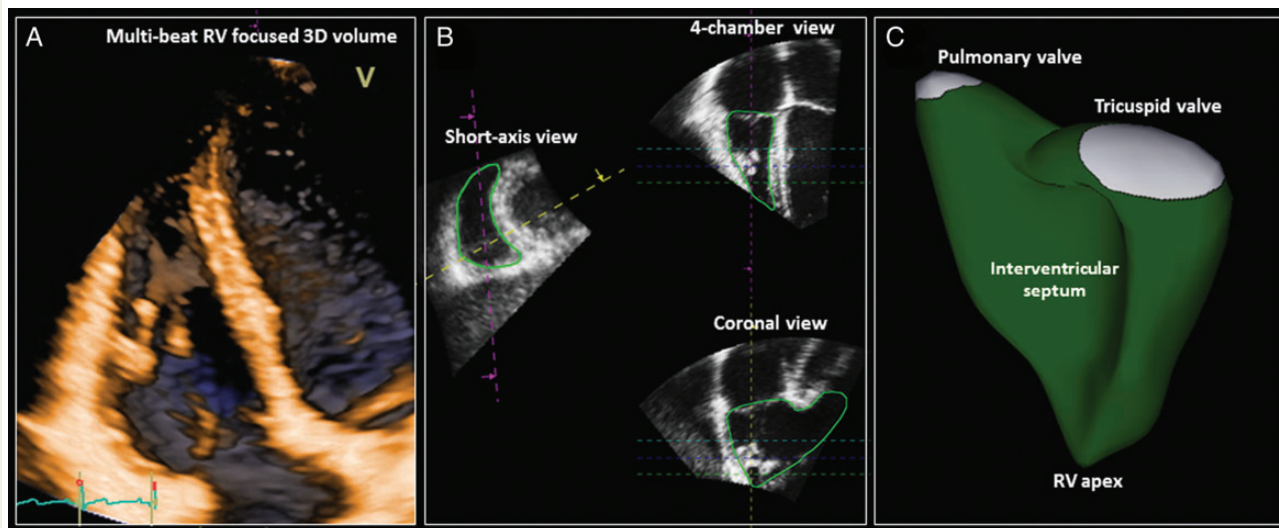 A
Multi-beat RV focused 3D volume
V
B
4-chamber view
Short-axis view
Coronal view
C
Pulmonary valve
Tricuspid valve
Interventricular
septum
RV apex